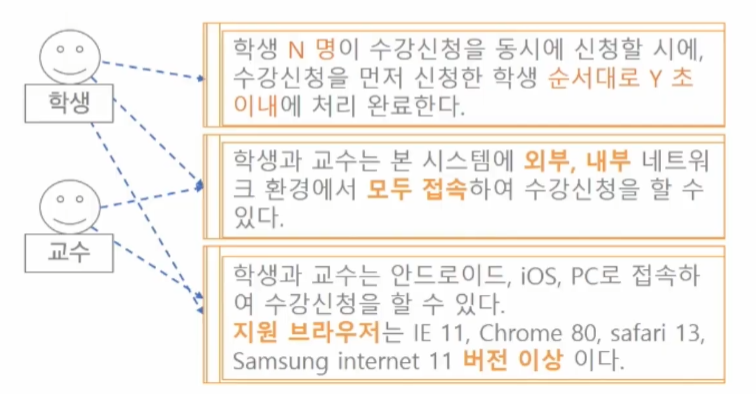 학생 N 명이 수강신청을 동시에 신청할 시에,
수강신청을 먼저 신청한 학생 순서대로 Y 초
이내에 처리 완료한다.
학생
학생과 교수는 본 시스템에 외부, 내부 네트워
크 환경에서 모두 접속하여 수강신청을 할 수
있다.
교수
학생과 교수는 안드로이드, iOS, PC로 접속하
여 수강신청을 할 수 있다.
지원 브라우저는 IE 11, Chrome 80, safari 13,
Samsung internet 11 버전 이상 이다.